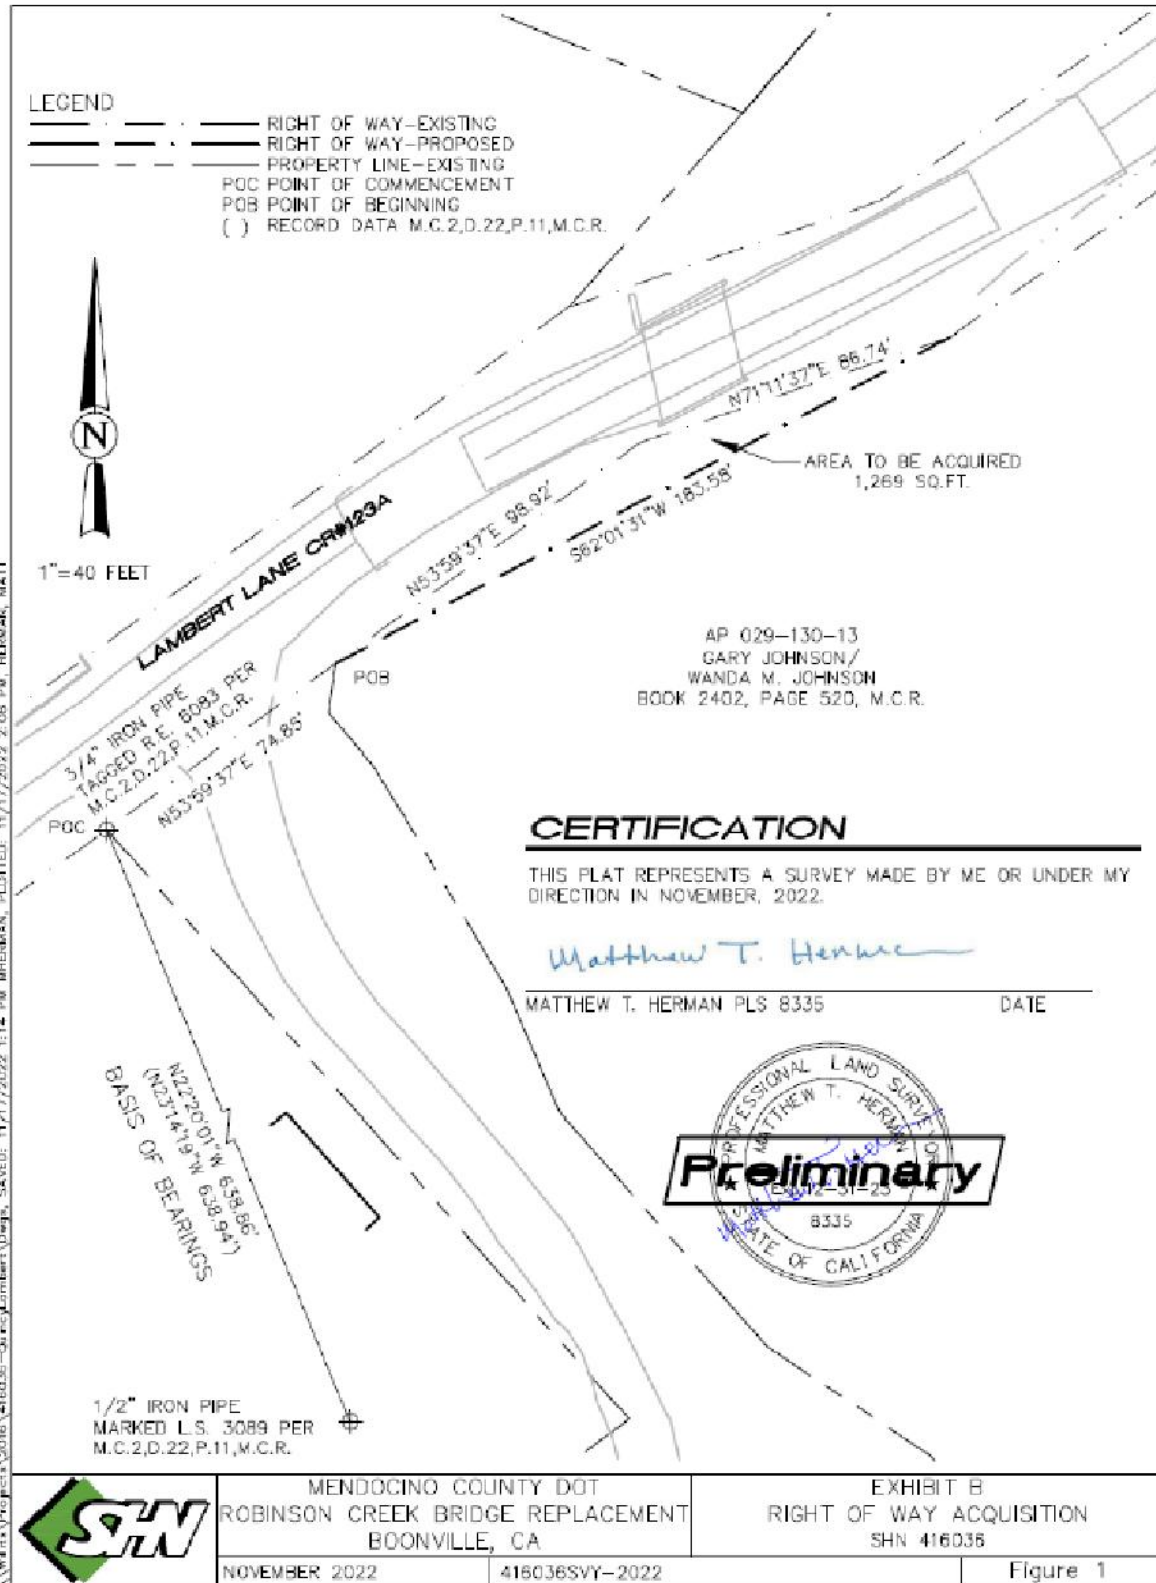 LEGEND
RIGHT OF WAY-EXISTING
RIGHT OF WAY-PROPOSED
PROPERTY LINE-EXISTING
POC POINT OF COMMENCEMENT
POB POINT OF BEGINNING
( ) RECORD DATA M.C.2,D.22,P.11,M.C.R.
N
1"=40 FEET
N71°11'37"E 86.74'
AREA TO BE ACQUIRED
1,269 SQ.FT.
LAMBERT LANE CR#123A
N53°59'37"E 98.92'
S62°01'31"W 183.58'
AP 029-130-13
GARY JOHNSON/
WANDA M. JOHNSON
BOOK 2402, PAGE 520, M.C.R.
POB
3/4" IRON PIPE
TAGGED R.E. 6083 PER
M.C.2,D.22,P.11,M.C.R.
N53°59'37"E 74.85'
POC
CERTIFICATION
THIS PLAT REPRESENTS A SURVEY MADE BY ME OR UNDER MY
DIRECTION IN NOVEMBER, 2022.
Matthew T. Herman
MATTHEW T. HERMAN PLS 8335 DATE
PROFESSIONAL LAND SURVEYOR
MATTHEW T. HERMAN
Preliminary
8335
STATE OF CALIFORNIA
N22°20'01"W 638.86'
(N23°14'19"W 638.94')
BASIS OF BEARINGS
1/2" IRON PIPE
MARKED L.S. 3089 PER
M.C.2,D.22,P.11,M.C.R.
SHN
MENDOCINO COUNTY DOT
ROBINSON CREEK BRIDGE REPLACEMENT
BOONVILLE, CA
EXHIBIT B
RIGHT OF WAY ACQUISITION
SHN 416036
NOVEMBER 2022
416036SVY-2022
Figure 1